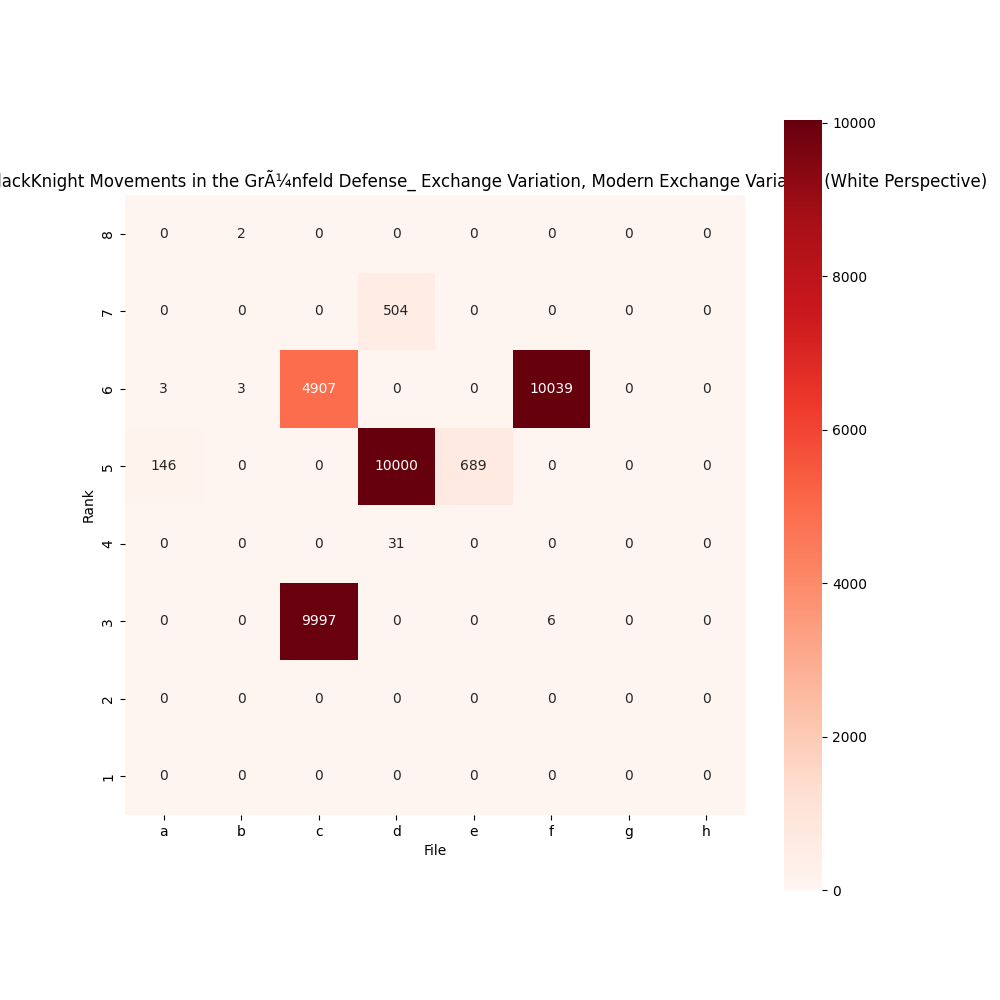 10000
lackKnight Movements in the GrÃ¼nfeld Defense_ Exchange Variation, Modern Exchange Varia (White Perspective)
8 0 2 0 0 0 0 0 0
8000
7 0 0 0 504 0 0 0 0
6 3 3 4907 0 0 10039 0 0
6000
5 146 0 0 10000 689 0 0 0
Rank
4 0 0 0 31 0 0 0 0
4000
3 0 0 9997 0 0 6 0 0
2 0 0 0 0 0 0 0 0
2000
1 0 0 0 0 0 0 0 0
a b c d e f g h
File
0